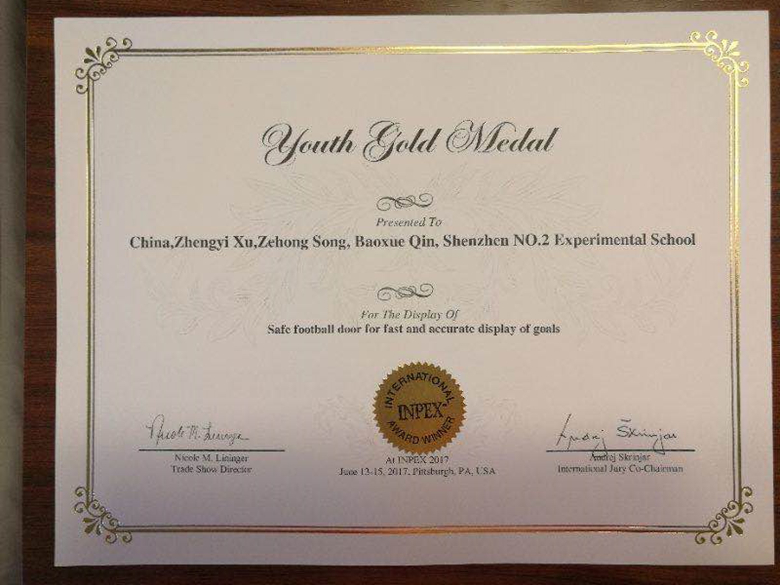 Youth Gold Medal
Presented To
China,Zhengyi Xu,Zehong Song, Baoxue Qin, Shenzhen NO.2 Experimental School
For The Display Of
Safe football door for fast and accurate display of goals
INTERNATIONAL
INPEX
AWARD WINNER
Nicole M. Lininger
Nicole M. Lininger
Trade Show Director
At INPEX 2017
June 13-15, 2017, Pittsburgh, PA, USA
Andrej Skrinjar
International Jury Co-Chairman